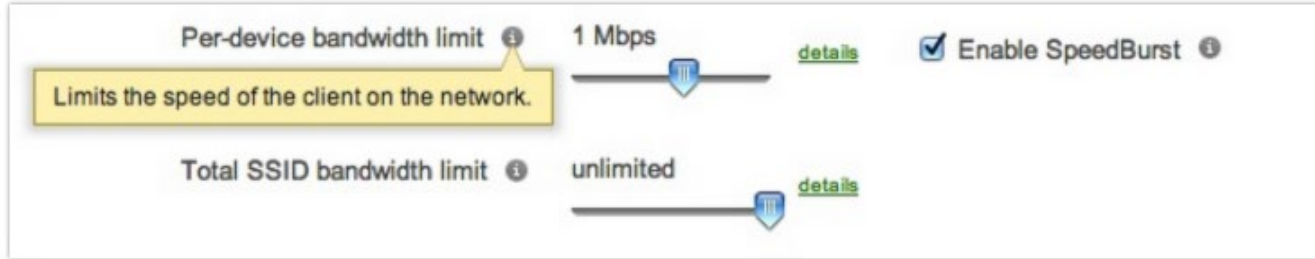 Per-device bandwidth limit 1 Mbps details Enable SpeedBurst
Limits the speed of the client on the network.
Total SSID bandwidth limit unlimited details